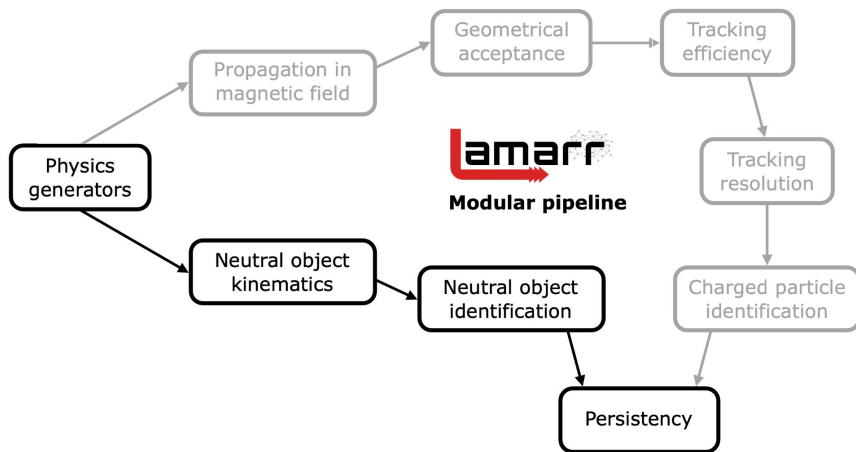 Geometrical
acceptance
Tracking
efficiency
Propagation in
magnetic field
Physics
generators
Lamarr
Modular pipeline
Tracking
resolution
Neutral object
kinematics
Neutral object
identification
Charged particle
identification
Persistency